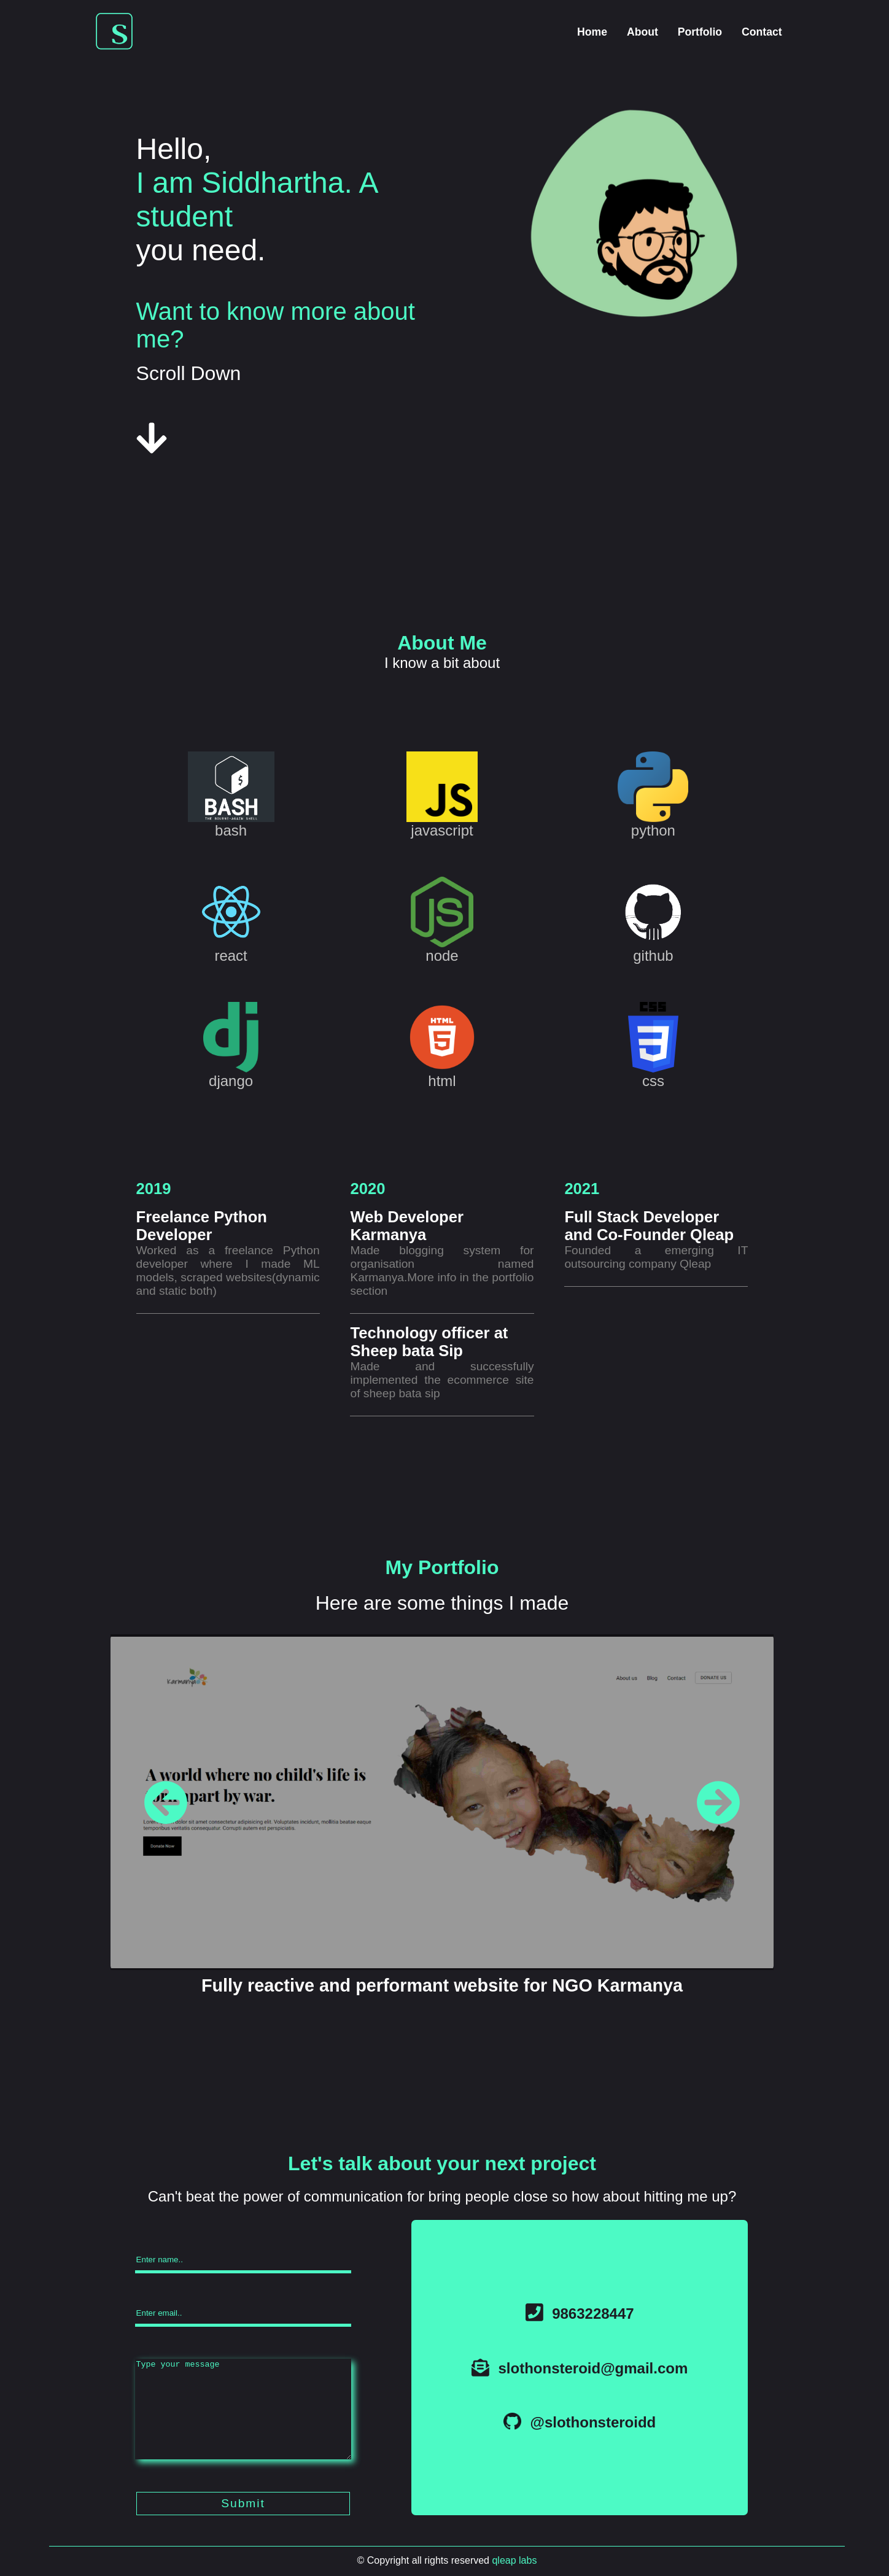 S
Home About Portfolio Contact
Hello,
I am Siddhartha. A
student
you need.
Want to know more about
me?
Scroll Down
About Me
I know a bit about
$
BASH
THE BOURNE-AGAIN SHELL
JS
bash javascript python
JS
react node github
dj
HTML
5
CSS
3
django html css
2019
Freelance Python
Developer
Worked as a freelance Python
developer where I made ML
models, scraped websites(dynamic
and static both)
2020
Web Developer
Karmanya
Made blogging system for
organisation named
Karmanya.More info in the portfolio
section
Technology officer at
Sheep bata Sip
Made and successfully
implemented the ecommerce site
of sheep bata sip
2021
Full Stack Developer
and Co-Founder Qleap
Founded a emerging IT
outsourcing company Qleap
My Portfolio
Here are some things I made
Karmanya
About us Blog Contact DONATE US
A world where no child's life is
apart by war.
sit amet consectetur adipisicing elit. Voluptates incidunt, mollitia beatae eaque
temporibus veritatis consequatur. Corrupti autem est perspiciatis.
Donate Now
Fully reactive and performant website for NGO Karmanya
Let's talk about your next project
Can't beat the power of communication for bring people close so how about hitting me up?
Enter name..
Enter email..
Type your message
Submit
9863228447
slothonsteroid@gmail.com
@slothonsteroidd
© Copyright all rights reserved qleap labs